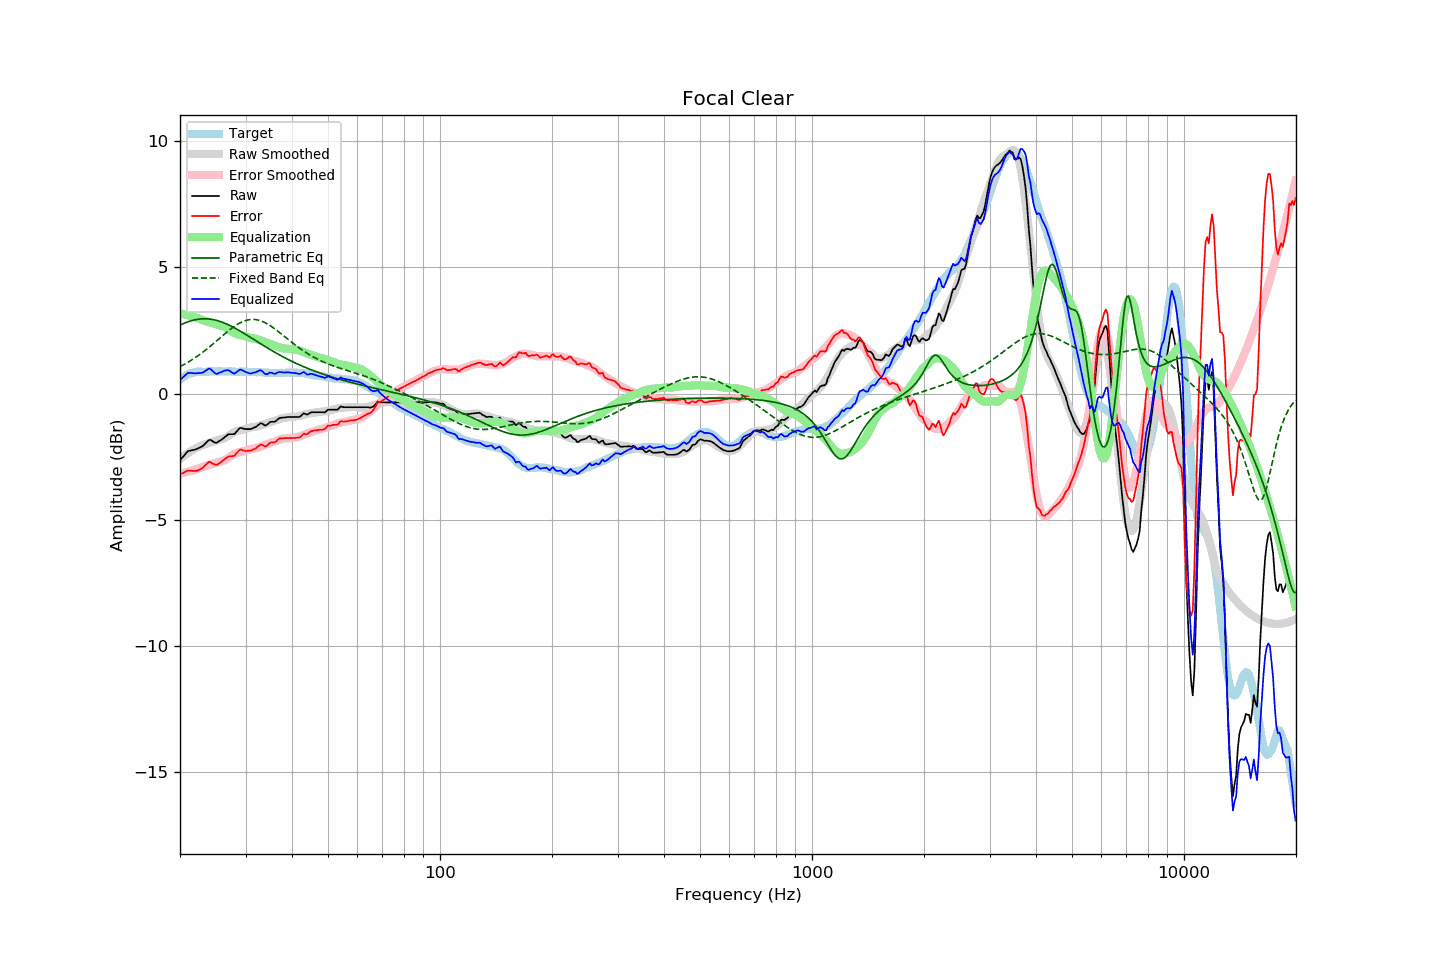 Focal Clear
Target
Raw Smoothed
Error Smoothed
Raw
Error
Equalization
Parametric Eq
Fixed Band Eq
Equalized
10
5
0
−5
−10
−15
Amplitude (dBr)
100
1000
10000
Frequency (Hz)